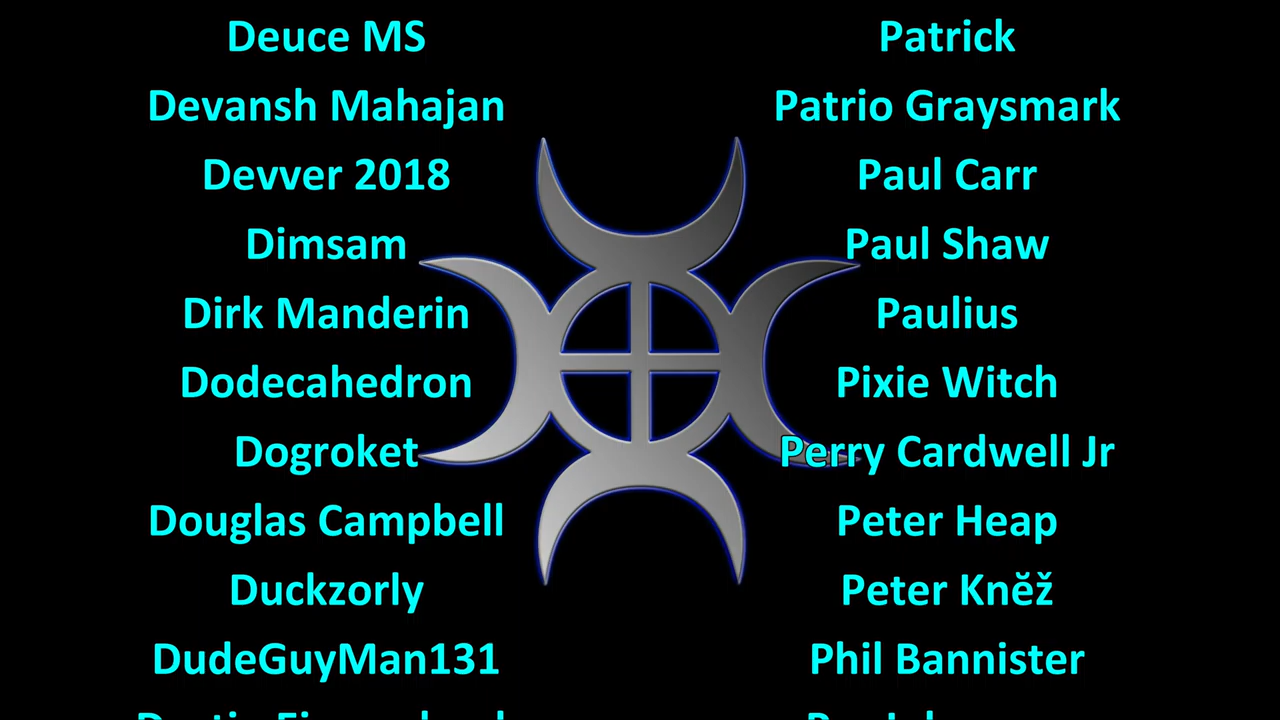 Deuce MS
Devansh Mahajan
Devver 2018
Dimsam
Dirk Manderin
Dodecahedron
Dogroket
Douglas Campbell
Duckzorly
DudeGuyMan131
Patrick
Patrio Graysmark
Paul Carr
Paul Shaw
Paulius
Pixie Witch
Perry Cardwell Jr
Peter Heap
Peter Knĕž
Phil Bannister